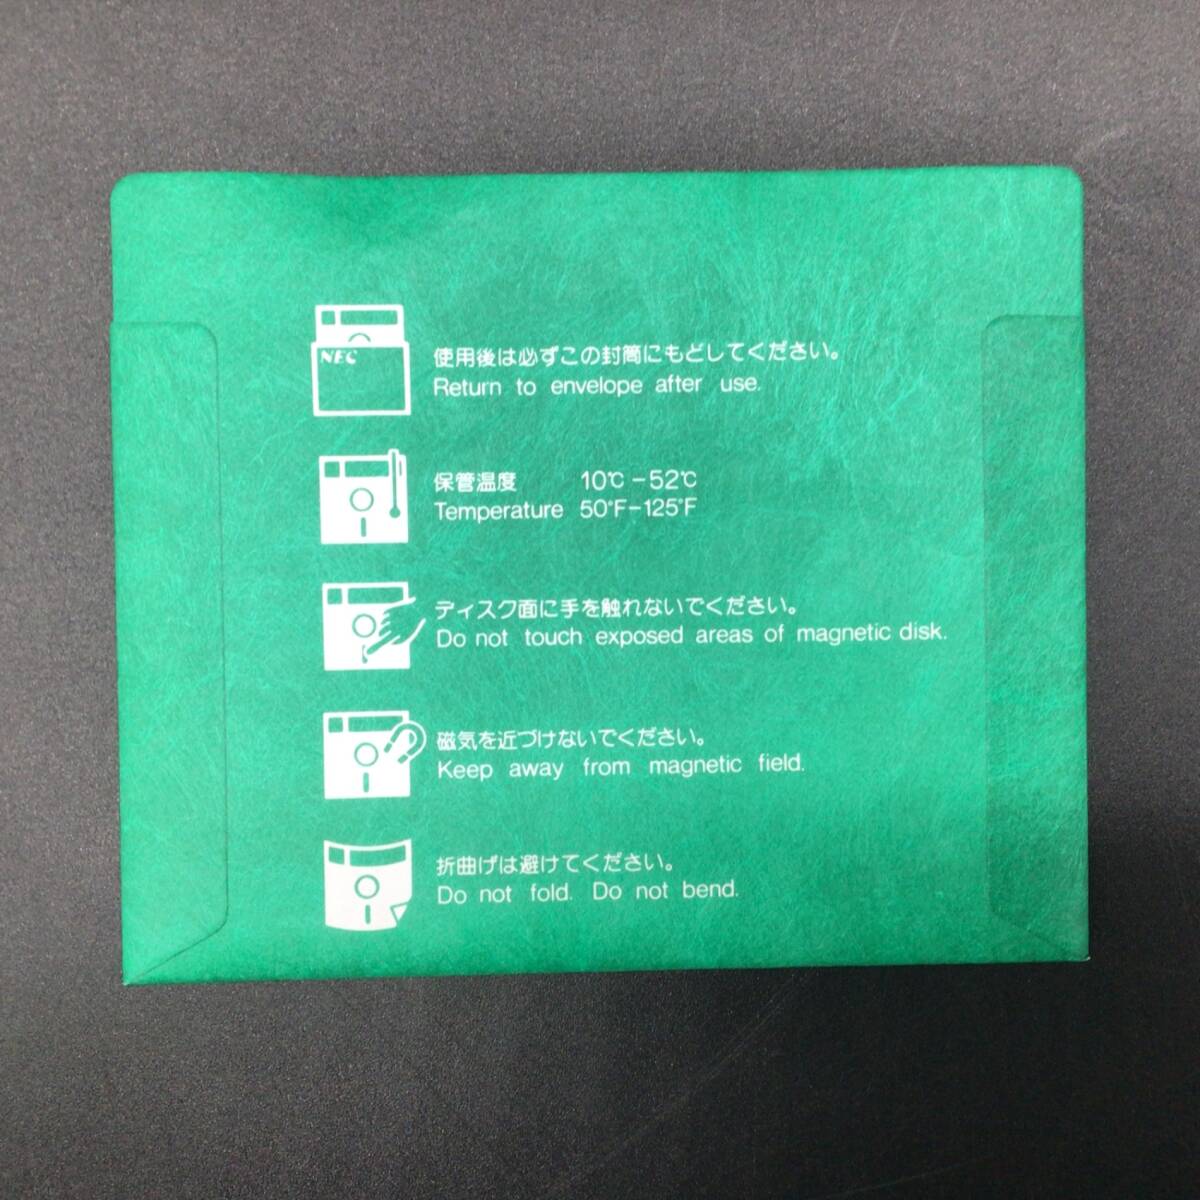 NEC
使用後は必ずこの封筒にもどしてください。
Return to envelope after use.
保管温度 10℃-52℃
Temperature 50°F-125°F
ディスク面に手を触れないでください。
Do not touch exposed areas of magnetic disk.
磁気を近づけないでください。
Keep away from magnetic field.
折曲げは避けてください。
Do not fold. Do not bend.